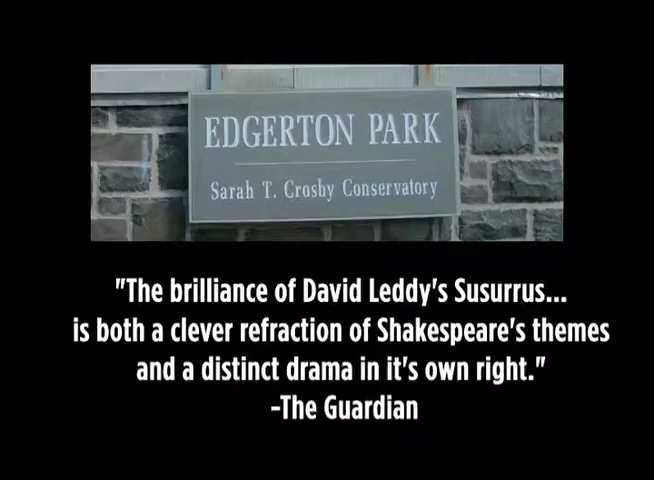 EDGERTON PARK
Sarah T. Crosby Conservatory
"The brilliance of David Leddy's Susurrus...
is both a clever refraction of Shakespeare's themes
and a distinct drama in it's own right."
-The Guardian